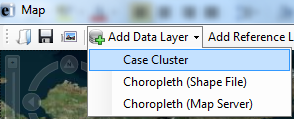 Map
Add Data Layer Add Reference L
Case Cluster
Choropleth (Shape File)
Choropleth (Map Server)